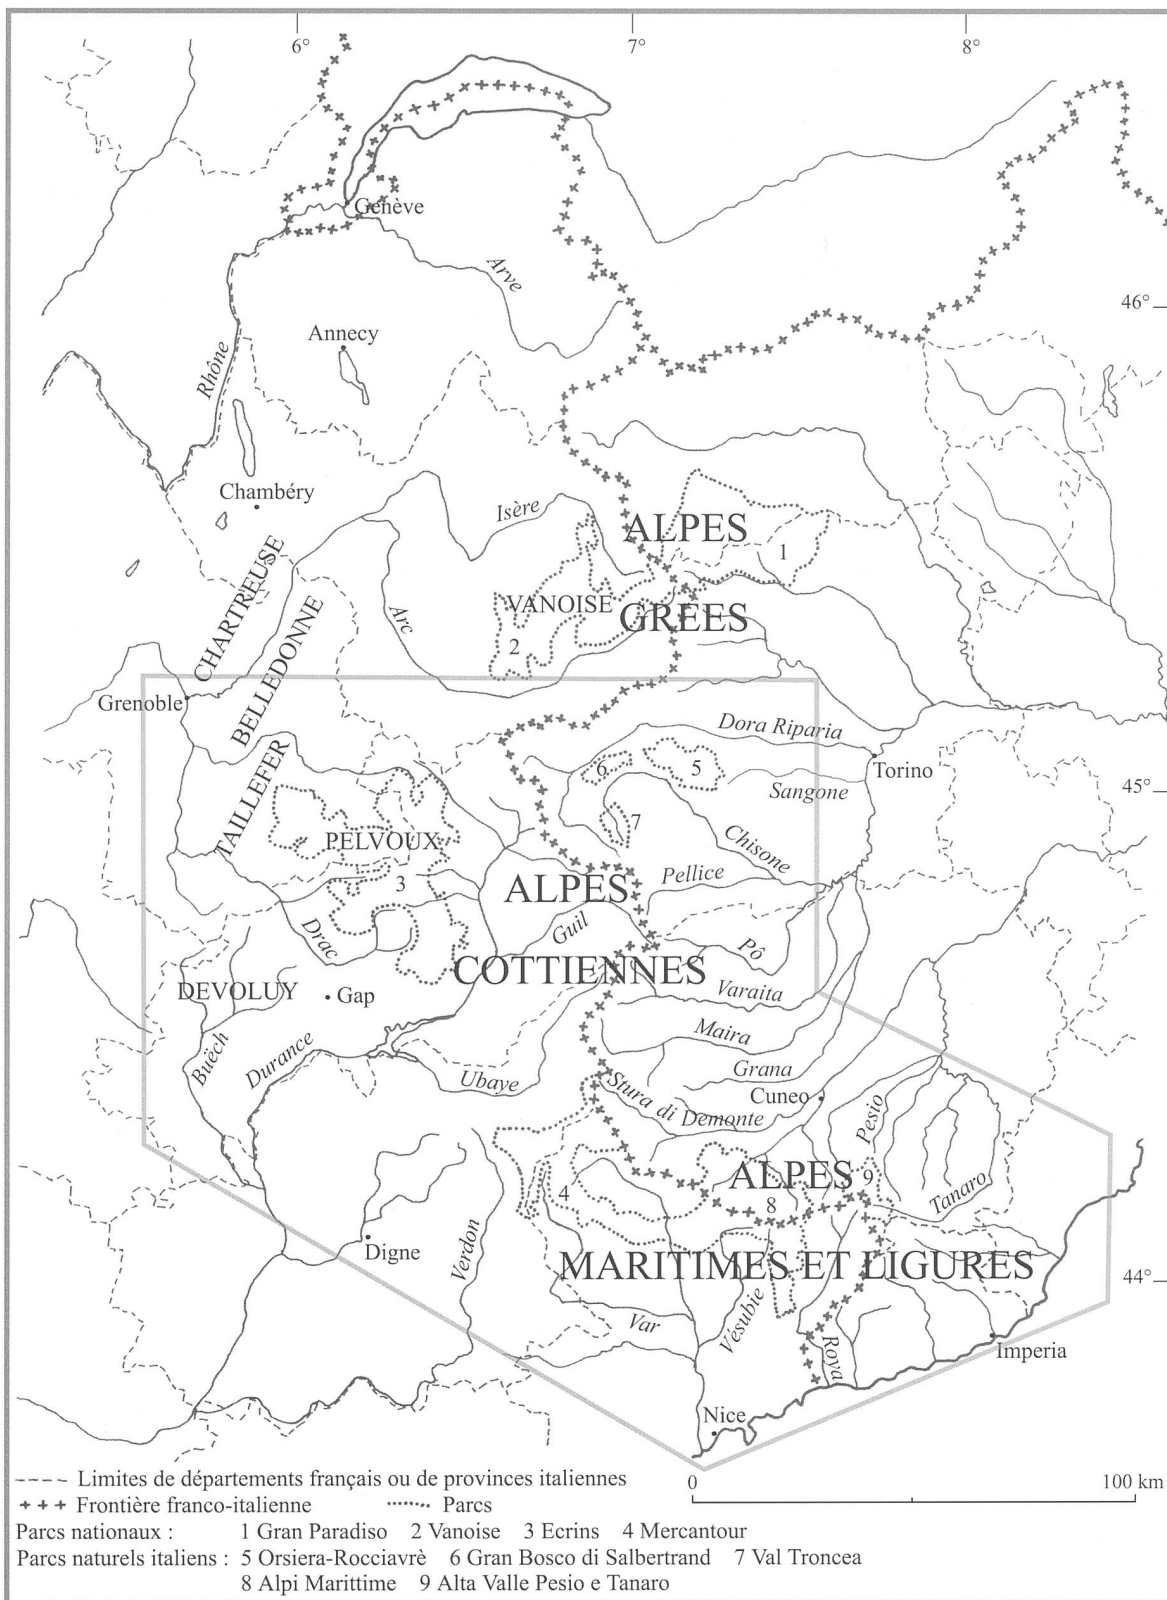 6° 7° 8°
Genève
Arve
46°
Annecy
Rhône
Chambéry
Isère
ALPES
1
CHARTREUSE
VANOISE
GREES
Arc
2
BELLEDONNE
Grenoble
Dora Riparia
6 5
Torino
45°
Sangone
TAILLEFER
7
PELVOUX
Chisone
3
ALPES
Pellice
Drac
Guil
Pô
COTTIENNES
DEVOLUY
Gap
Varaita
Buëch
Durance
Maira
Ubaye
Grana
Stura di Demonte
Cuneo
Pesio
ALPES
4
8
9
Tanaro
Verdon
Digne
MARITIMES ET LIGURES
44°
Var
Vésubie
Roya
Imperia
Nice
Limites de départements français ou de provinces italiennes
0 100 km
Frontière franco-italienne Parcs
Parcs nationaux : 1 Gran Paradiso 2 Vanoise 3 Ecrins 4 Mercantour
Parcs naturels italiens : 5 Orsiera-Rocciavrè 6 Gran Bosco di Salbertrand 7 Val Troncea
8 Alpi Marittime 9 Alta Valle Pesio e Tanaro